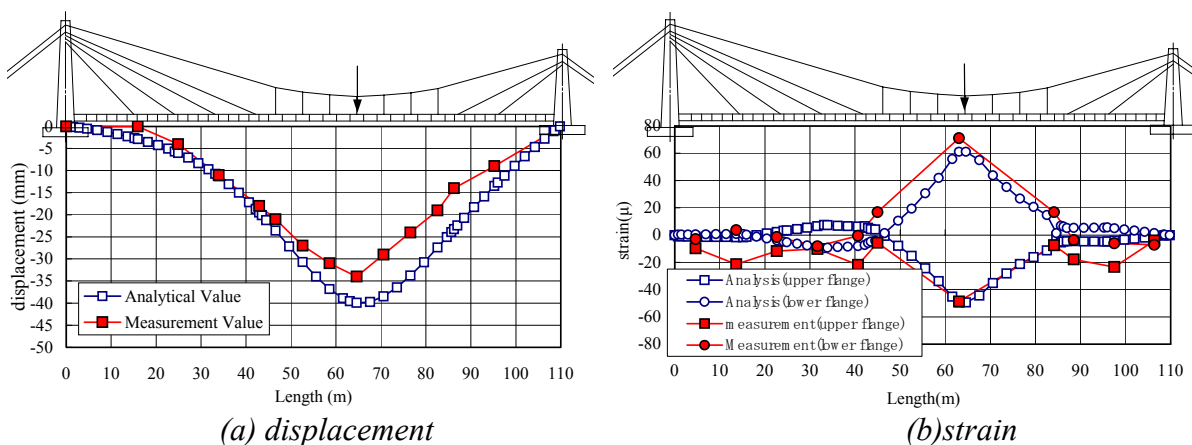 0
-5
-10
-15
-20
-25
-30
-35
-40
-45
-50
displacement (mm)
Analytical Value
Measurement Value
0 10 20 30 40 50 60 70 80 90 100 110
Length (m)
(a) displacement
80
60
40
20
0
-20
-40
-60
-80
strain(μ)
Analysis(upper flange)
Analysis(lower flange)
measurement(upper flange)
Measurement(lower flange)
0 10 20 30 40 50 60 70 80 90 100 110
Length(m)
(b)strain